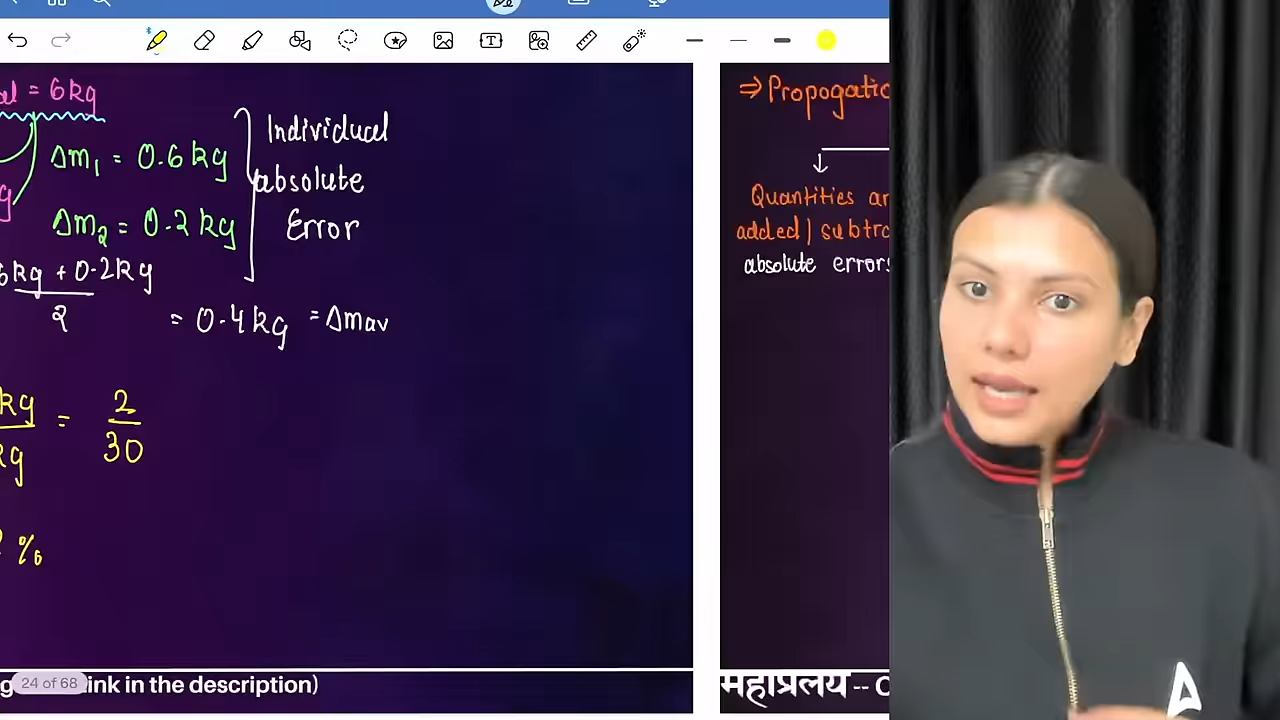 = 6kg
Δm₁ = 0.6 kg
Δm₂ = 0.2 kg
Individual
absolute
Error
kg + 0.2kg
2
= 0.4 kg = Δmav
kg
= 2
30
%
24 of 68
ink in the description)
⇒ Propogatio
Quantities ar
added / subtra
absolute errors
महाप्रलय -- C